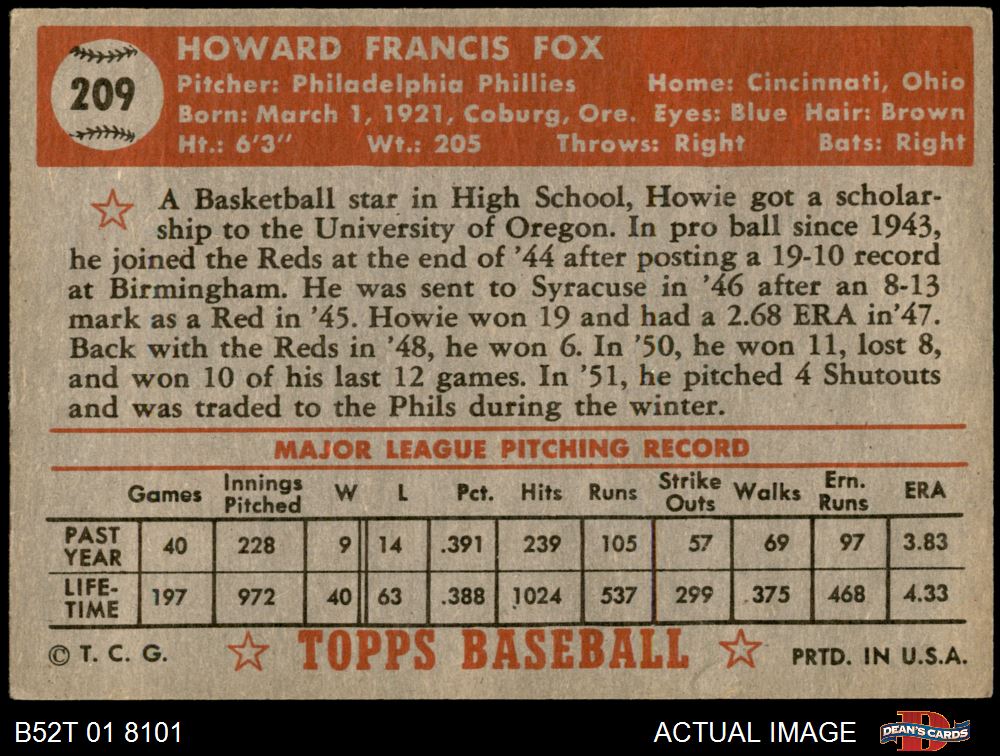 209
HOWARD FRANCIS FOX
Pitcher: Philadelphia Phillies Home: Cincinnati, Ohio
Born: March 1, 1921, Coburg, Ore. Eyes: Blue Hair: Brown
Ht.: 6'3" Wt.: 205 Throws: Right Bats: Right
A Basketball star in High School, Howie got a scholar-
ship to the University of Oregon. In pro ball since 1943,
he joined the Reds at the end of '44 after posting a 19-10 record
at Birmingham. He was sent to Syracuse in '46 after an 8-13
mark as a Red in '45. Howie won 19 and had a 2.68 ERA in '47.
Back with the Reds in '48, he won 6. In '50, he won 11, lost 8,
and won 10 of his last 12 games. In '51, he pitched 4 Shutouts
and was traded to the Phils during the winter.
MAJOR LEAGUE PITCHING RECORD
Games Innings Pitched W L Pct. Hits Runs Strike Outs Walks Ern. Runs ERA
PAST YEAR 40 228 9 14 .391 239 105 57 69 97 3.83
LIFE-TIME 197 972 40 63 .388 1024 537 299 375 468 4.33
© T. C. G. TOPPS BASEBALL PRTD. IN U.S.A.
B52T 01 8101 ACTUAL IMAGE DEAN'S CARDS